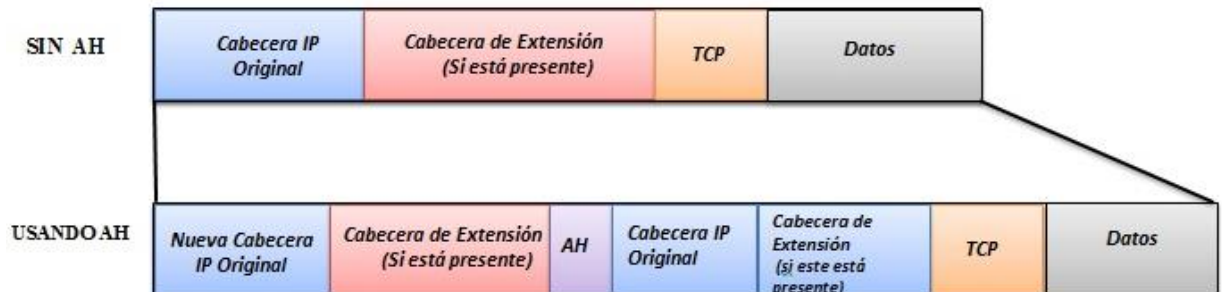 SIN AH
Cabecera IP
Original
Cabecera de Extensión
(Si está presente)
TCP
Datos
USANDO AH
Nueva Cabecera
IP Original
Cabecera de Extensión
(Si está presente)
AH
Cabecera IP
Original
Cabecera de
Extensión
(si este está
presente)
TCP
Datos